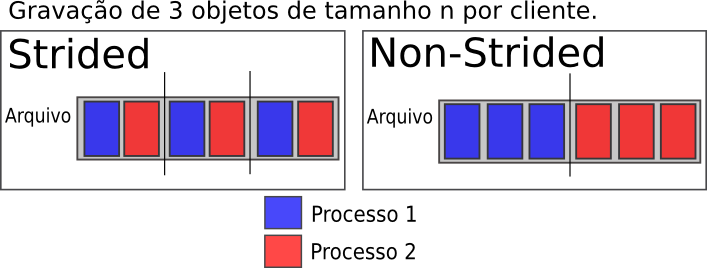 Gravação de 3 objetos de tamanho n por cliente.
Strided
Arquivo
Non-Strided
Arquivo
Processo 1
Processo 2